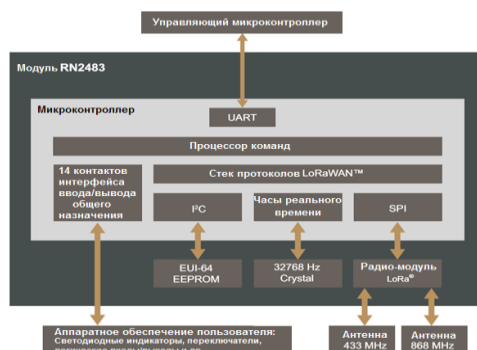 Управляющий микроконтроллер
Модуль RN2483
Микроконтроллер
UART
Процессор команд
14 контактов
интерфейса
ввода/вывода
общего
назначения
Стек протоколов LoRaWAN™
I²C
Часы реального
времени
SPI
EUI-64
EEPROM
32768 Hz
Crystal
Радио-модуль
LoRa®
Аппаратное обеспечение пользователя:
Светодиодные индикаторы, переключатели,
Антенна
433 MHz
Антенна
868 MHz